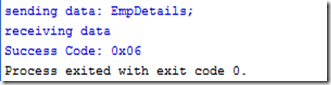 sending data: EmpDetails;
receiving data
Success Code: 0x06
Process exited with exit code 0.